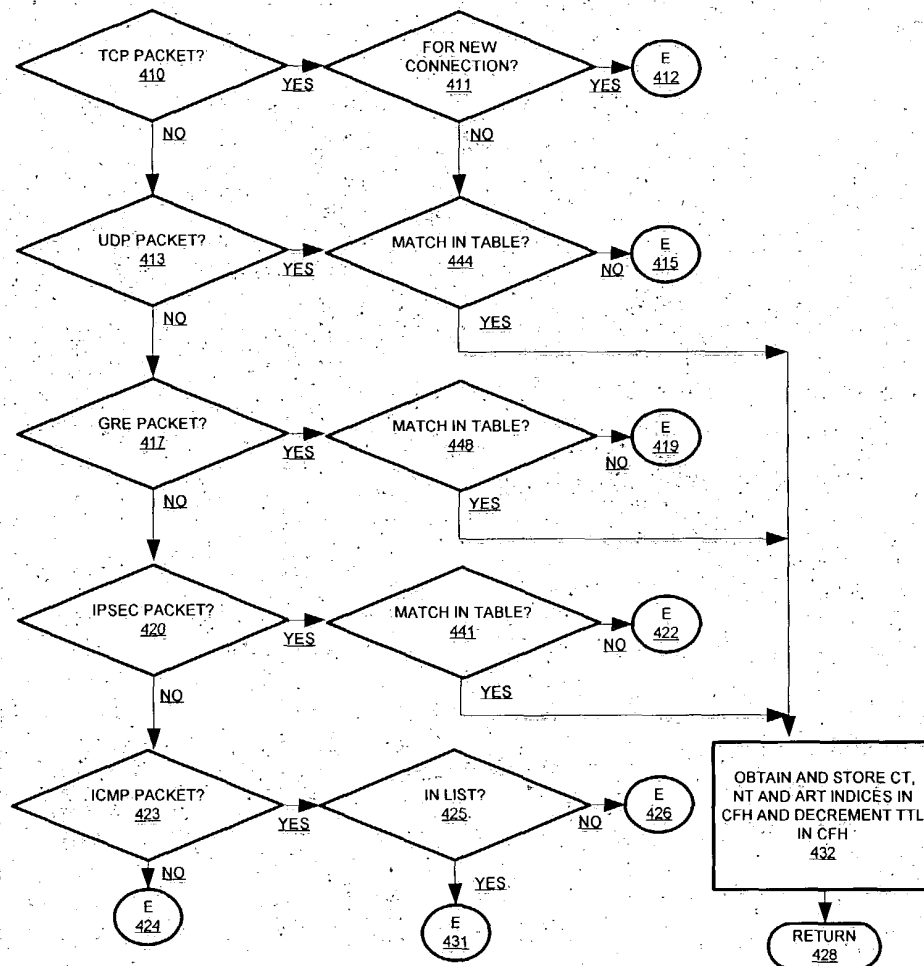 TCP PACKET?
410
YES
NO
FOR NEW
CONNECTION?
411
YES
NO
E
412
UDP PACKET?
413
YES
NO
MATCH IN TABLE?
444
NO
YES
E
415
GRE PACKET?
417
YES
NO
MATCH IN TABLE?
448
NO
YES
E
419
IPSEC PACKET?
420
YES
NO
MATCH IN TABLE?
441
NO
YES
E
422
ICMP PACKET?
423
YES
NO
IN LIST?
425
NO
YES
E
426
OBTAIN AND STORE CT,
NT AND ART INDICES IN
CFH AND DECREMENT TTL
IN CFH
432
E
424
E
431
RETURN
428